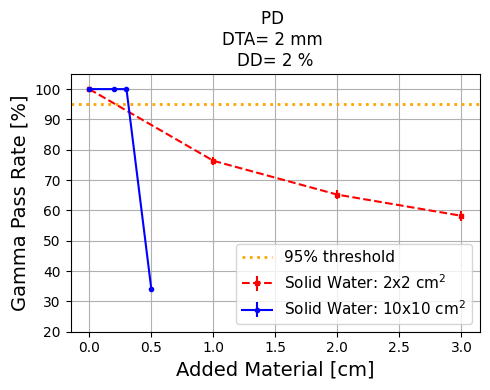 PD
DTA= 2 mm
DD= 2 %
Gamma Pass Rate [%]
100
90
80
70
60
50
40
30
20
95% threshold
Solid Water: 2x2 cm²
Solid Water: 10x10 cm²
0.0 0.5 1.0 1.5 2.0 2.5 3.0
Added Material [cm]